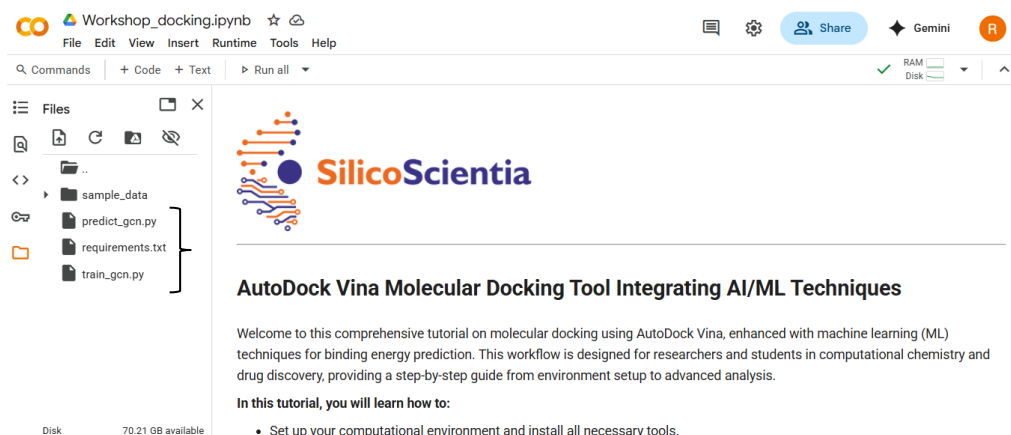 Workshop_docking.ipynb
File Edit View Insert Runtime Tools Help
Share
Gemini
R
Commands + Code + Text Run all
RAM
Disk
Files
..
sample_data
predict_gcn.py
requirements.txt
train_gcn.py
Disk 70.21 GB available
SilicoScientia
AutoDock Vina Molecular Docking Tool Integrating AI/ML Techniques
Welcome to this comprehensive tutorial on molecular docking using AutoDock Vina, enhanced with machine learning (ML)
techniques for binding energy prediction. This workflow is designed for researchers and students in computational chemistry and
drug discovery, providing a step-by-step guide from environment setup to advanced analysis.
In this tutorial, you will learn how to:
• Set up your computational environment and install all necessary tools.